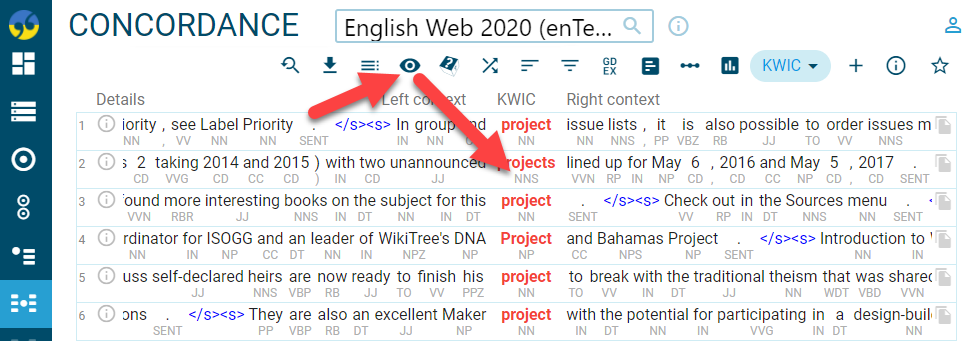 CONCORDANCE English Web 2020 (enTe...
GD EX KWIC
Details Left context KWIC Right context
1 iority , see Label Priority . </s><s> In group and project issue lists , it is also possible to order issues m
NN VV NN NN SENT IN NN CC NN NN NNS , PP VBZ RB JJ TO VV NNS
2 s 2 taking 2014 and 2015 ) with two unannounced projects lined up for May 6 , 2016 and May 5 , 2017 .
CD VVG CD CC CD ) IN CD JJ NNS VVN RP IN NP CD , CD CC NP CD , CD SENT
3 found more interesting books on the subject for this project . </s><s> Check out in the Sources menu .
VVN RBR JJ NNS IN DT NN IN DT NN SENT VV RP IN DT NNS NN SENT
4 rdinator for ISOGG and an leader of WikiTree's DNA Project and Bahamas Project . </s><s> Introduction to
NN IN NP CC DT NN IN NPZ NP NP CC NPS NP SENT NN TO
5 uss self-declared heirs are now ready to finish his project to break with the traditional theism that was shared
JJ NNS VBP RB JJ TO VV PPZ NN TO VV IN DT JJ NN WDT VBD VVN
6 ons . </s><s> They are also an excellent Maker project with the potential for participating in a design-buil
SENT PP VBP RB DT JJ NP NN IN DT NN IN VVG IN DT NN